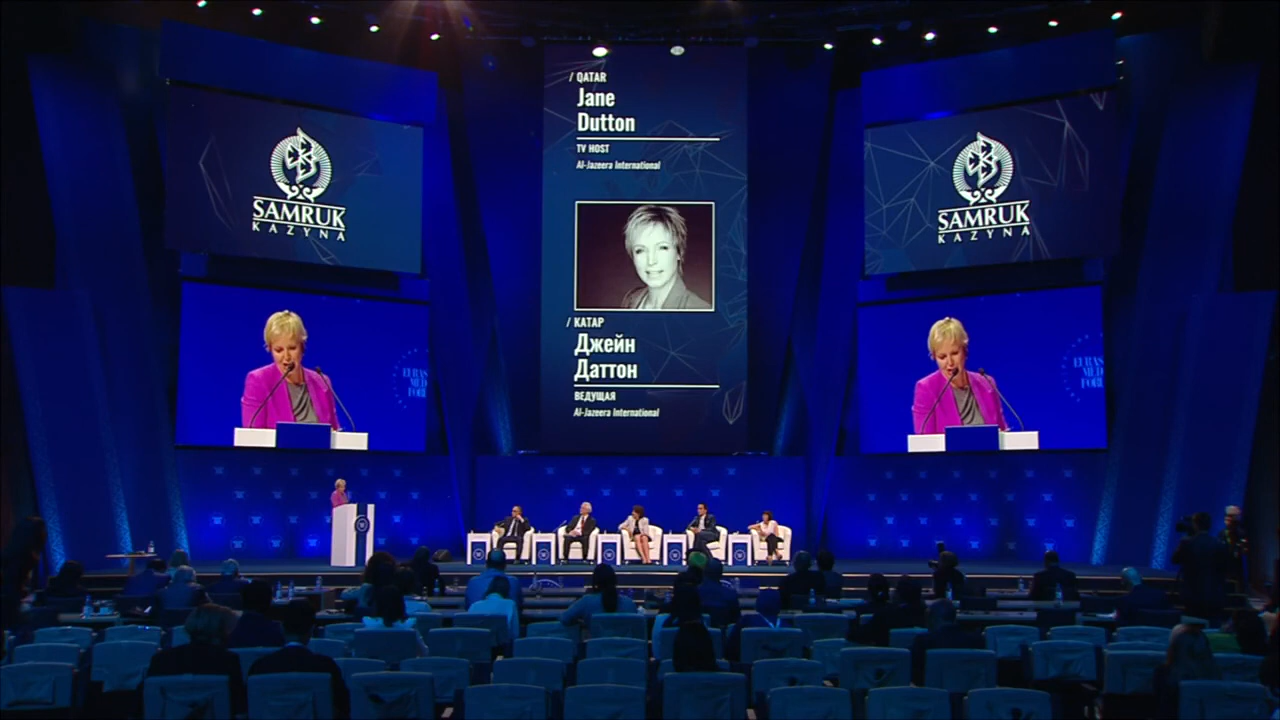 / QATAR
Jane
Dutton
TV HOST
Al-Jazeera International
/ КАТАР
Джейн
Даттон
ВЕДУЩАЯ
Al-Jazeera International
SAMRUK
KAZYNA
SAMRUK
KAZYNA